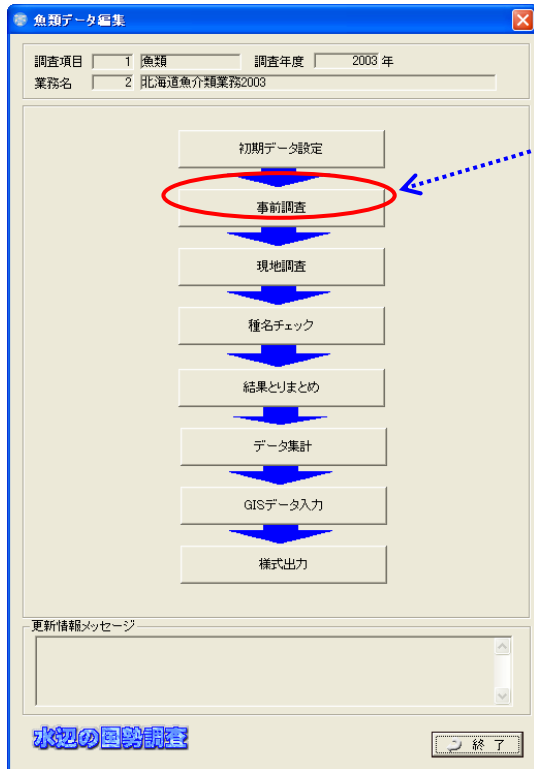 魚類データ編集
調査項目 1 魚類 調査年度 2003 年
業務名 2 北海道魚介類業務2003
初期データ設定
事前調査
現地調査
種名チェック
結果とりまとめ
データ集計
GISデータ入力
様式出力
更新情報メッセージ
水辺の国勢調査
終 了